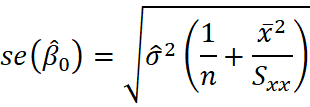 se(β̂₀) = √(σ̂²(1/n + x̄²/Sₓₓ))